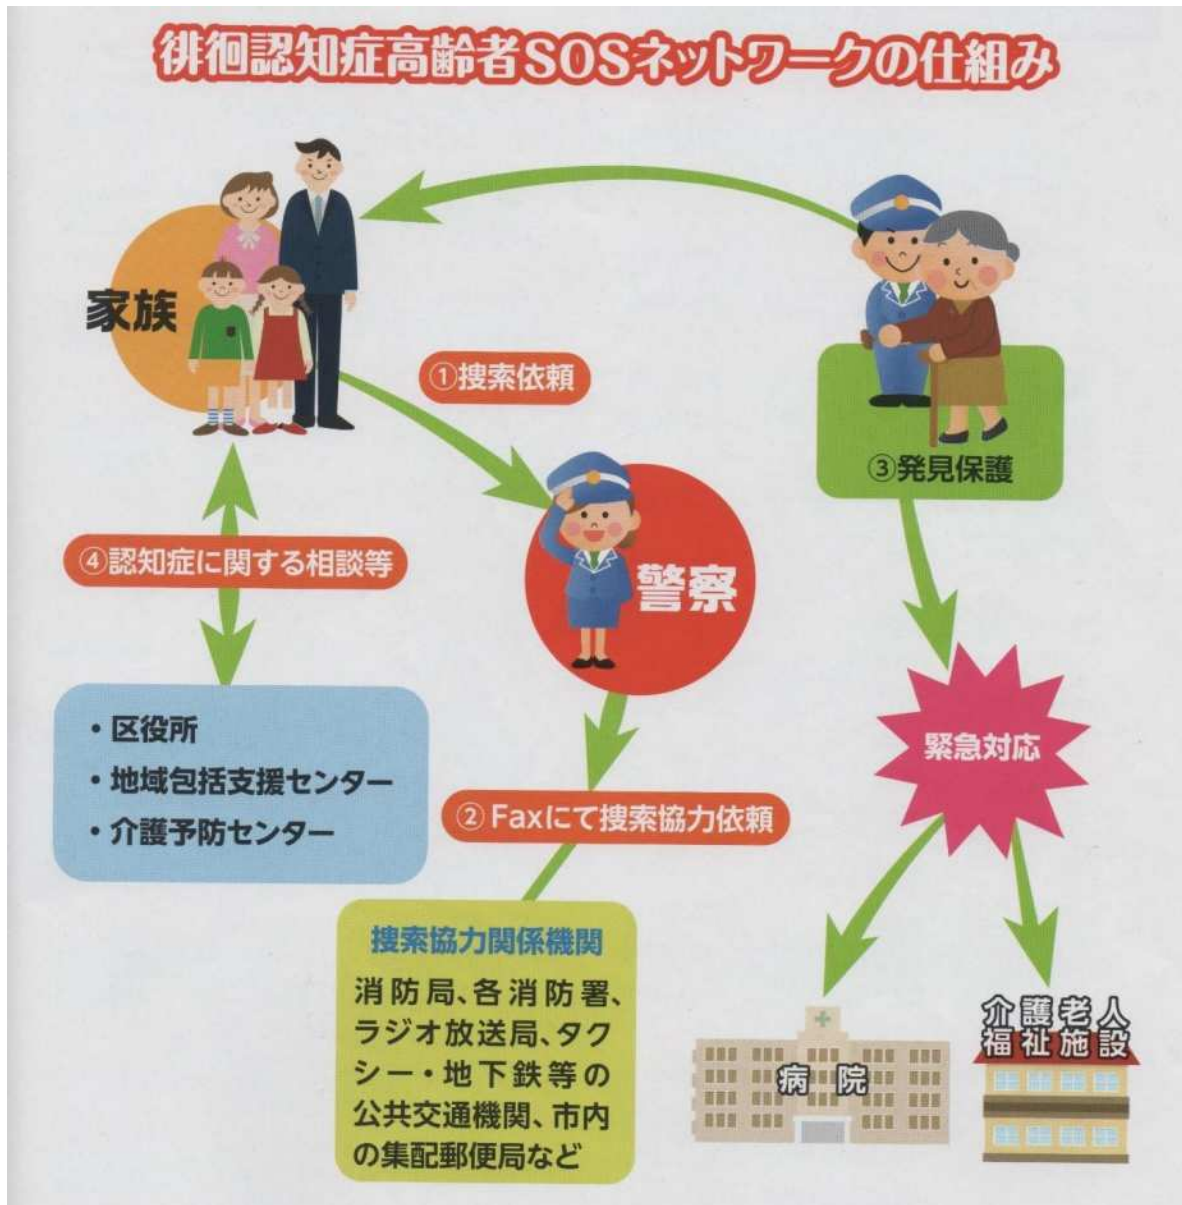 徘徊認知症高齢者SOSネットワークの仕組み
家族
①捜索依頼
③発見保護
④認知症に関する相談等
警察
・区役所
・地域包括支援センター
・介護予防センター
緊急対応
② Faxにて捜索協力依頼
捜索協力関係機関
消防局、各消防署、
ラジオ放送局、タク
シー・地下鉄等の
公共交通機関、市内
の集配郵便局など
病院
介護老人
福祉施設